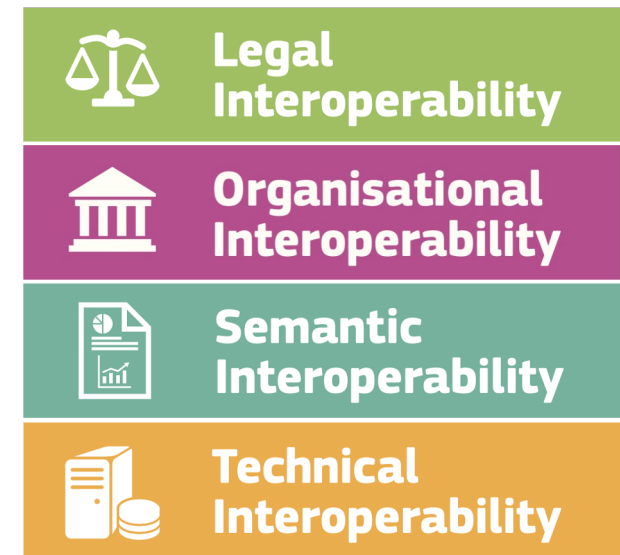 Legal
Interoperability
Organisational
Interoperability
Semantic
Interoperability
Technical
Interoperability